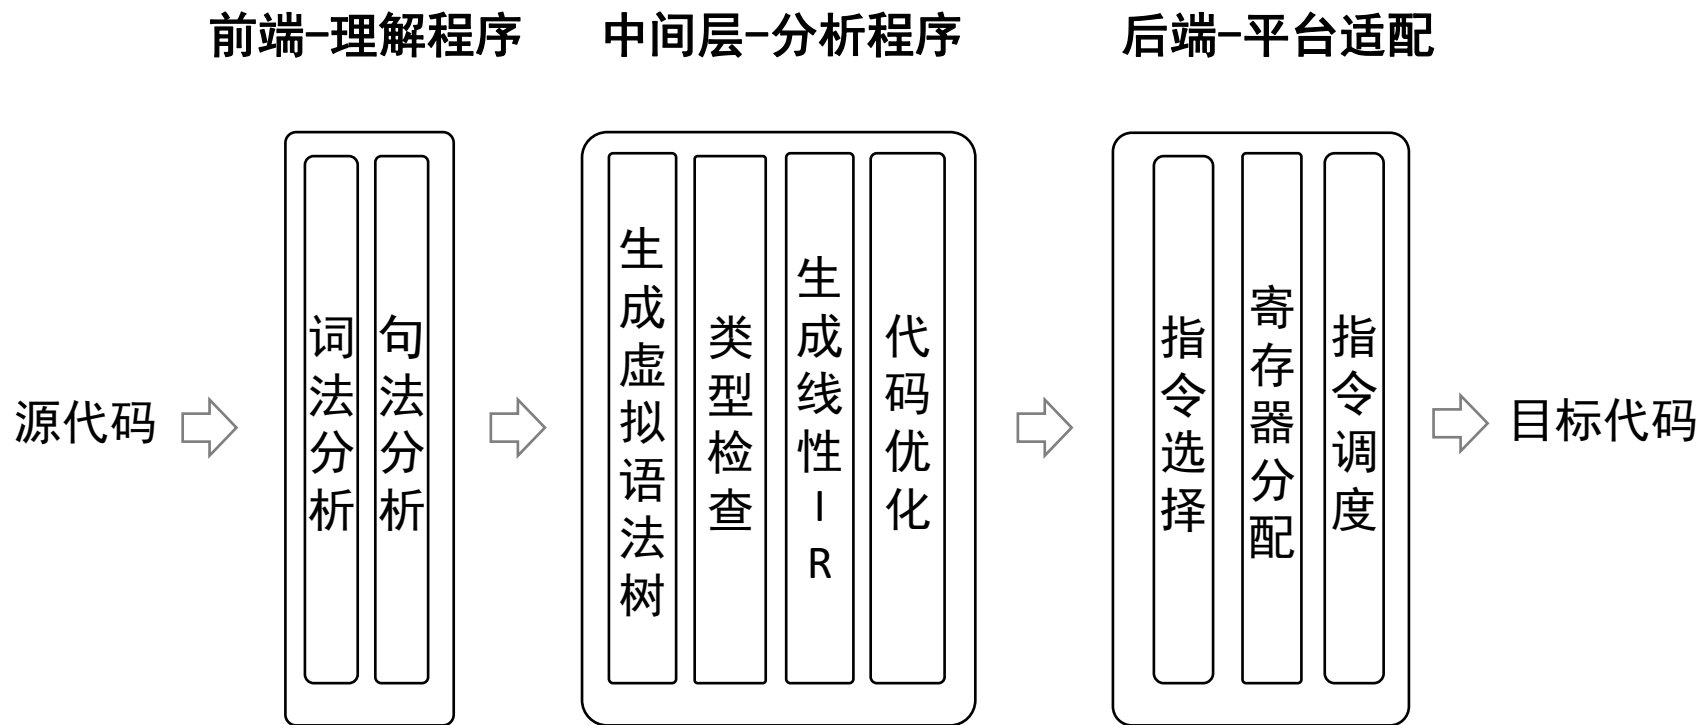 前端-理解程序
中间层-分析程序
后端-平台适配
源代码
词法分析
句法分析
生成虚拟语法树
类型检查
生成线性IR
代码优化
指令选择
寄存器分配
指令调度
目标代码